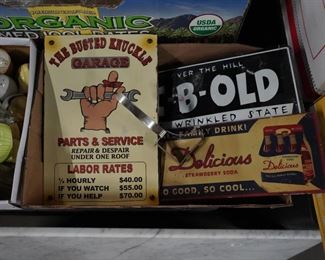 ORGANIC
USDA
ORGANIC
THE BUSTED KNUCKLE
GARAGE
PARTS & SERVICE
REPAIR & DESPAIR
UNDER ONE ROOF
LABOR RATES
½ HOURLY $40.00
IF YOU WATCH $55.00
IF YOU HELP $70.00
VER THE HILL
B-OLD
WRINKLED STATE
DRINK!
Delicious
STRAWBERRY SODA
O GOOD, SO COOL...
Delicious